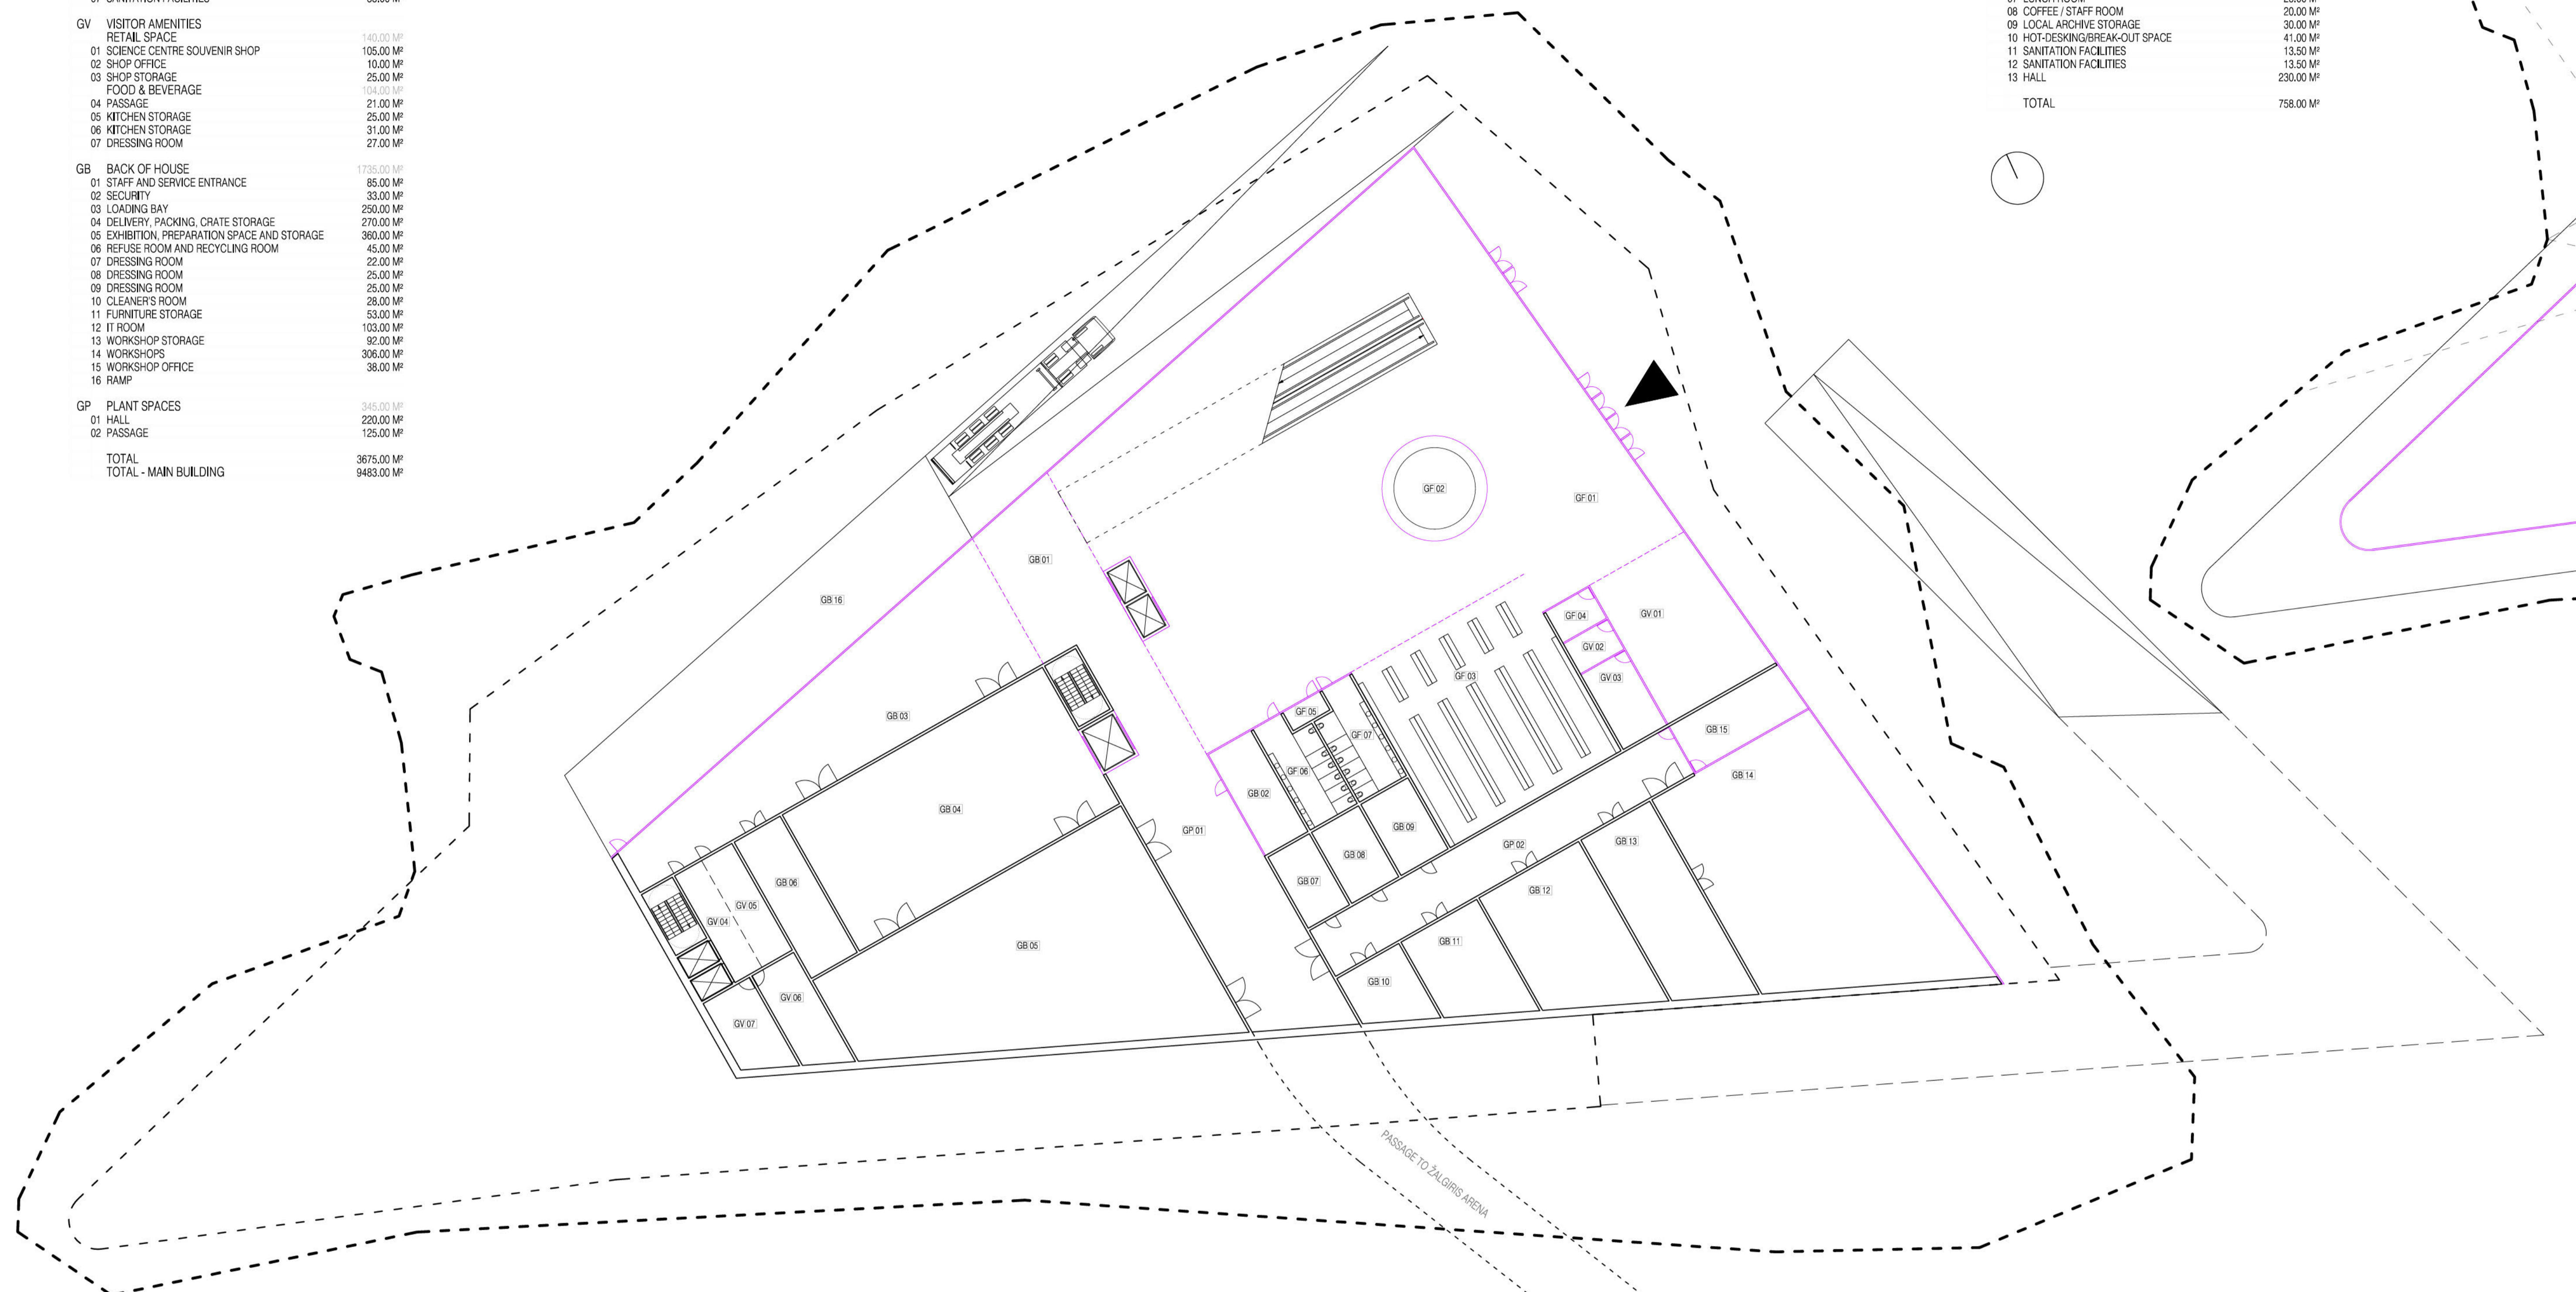 GV VISITOR AMENITIES
RETAIL SPACE 140.00 M²
01 SCIENCE CENTRE SOUVENIR SHOP 105.00 M²
02 SHOP OFFICE 10.00 M²
03 SHOP STORAGE 25.00 M²
FOOD & BEVERAGE 104.00 M²
04 PASSAGE 21.00 M²
05 KITCHEN STORAGE 25.00 M²
06 KITCHEN STORAGE 31.00 M²
07 DRESSING ROOM 27.00 M²
GB BACK OF HOUSE 1735.00 M²
01 STAFF AND SERVICE ENTRANCE 85.00 M²
02 SECURITY 33.00 M²
03 LOADING BAY 250.00 M²
04 DELIVERY, PACKING, CRATE STORAGE 270.00 M²
05 EXHIBITION, PREPARATION SPACE AND STORAGE 360.00 M²
06 REFUSE ROOM AND RECYCLING ROOM 45.00 M²
07 DRESSING ROOM 22.00 M²
08 DRESSING ROOM 25.00 M²
09 DRESSING ROOM 25.00 M²
10 CLEANER'S ROOM 28.00 M²
11 FURNITURE STORAGE 53.00 M²
12 IT ROOM 103.00 M²
13 WORKSHOP STORAGE 92.00 M²
14 WORKSHOPS 306.00 M²
15 WORKSHOP OFFICE 38.00 M²
16 RAMP
GP PLANT SPACES 345.00 M²
01 HALL 220.00 M²
02 PASSAGE 125.00 M²
TOTAL 3675.00 M²
TOTAL - MAIN BUILDING 9483.00 M²
08 COFFEE / STAFF ROOM 20.00 M²
09 LOCAL ARCHIVE STORAGE 30.00 M²
10 HOT-DESKING/BREAK-OUT SPACE 41.00 M²
11 SANITATION FACILITIES 13.50 M²
12 SANITATION FACILITIES 13.50 M²
13 HALL 230.00 M²
TOTAL 758.00 M²
GF 02
GF 01
GB 01
GB 16
GF 04
GV 01
GV 02
GF 03
GV 03
GF 05
GB 03
GF 07
GB 15
GF 06
GB 14
GB 02
GB 04
GP 01
GB 09
GP 02
GB 13
GB 08
GB 06
GB 07
GB 12
GV 05
GV 04
GB 11
GB 05
GB 10
GV 06
GV 07
PASSAGE TO ŽALGIRIS ARENA